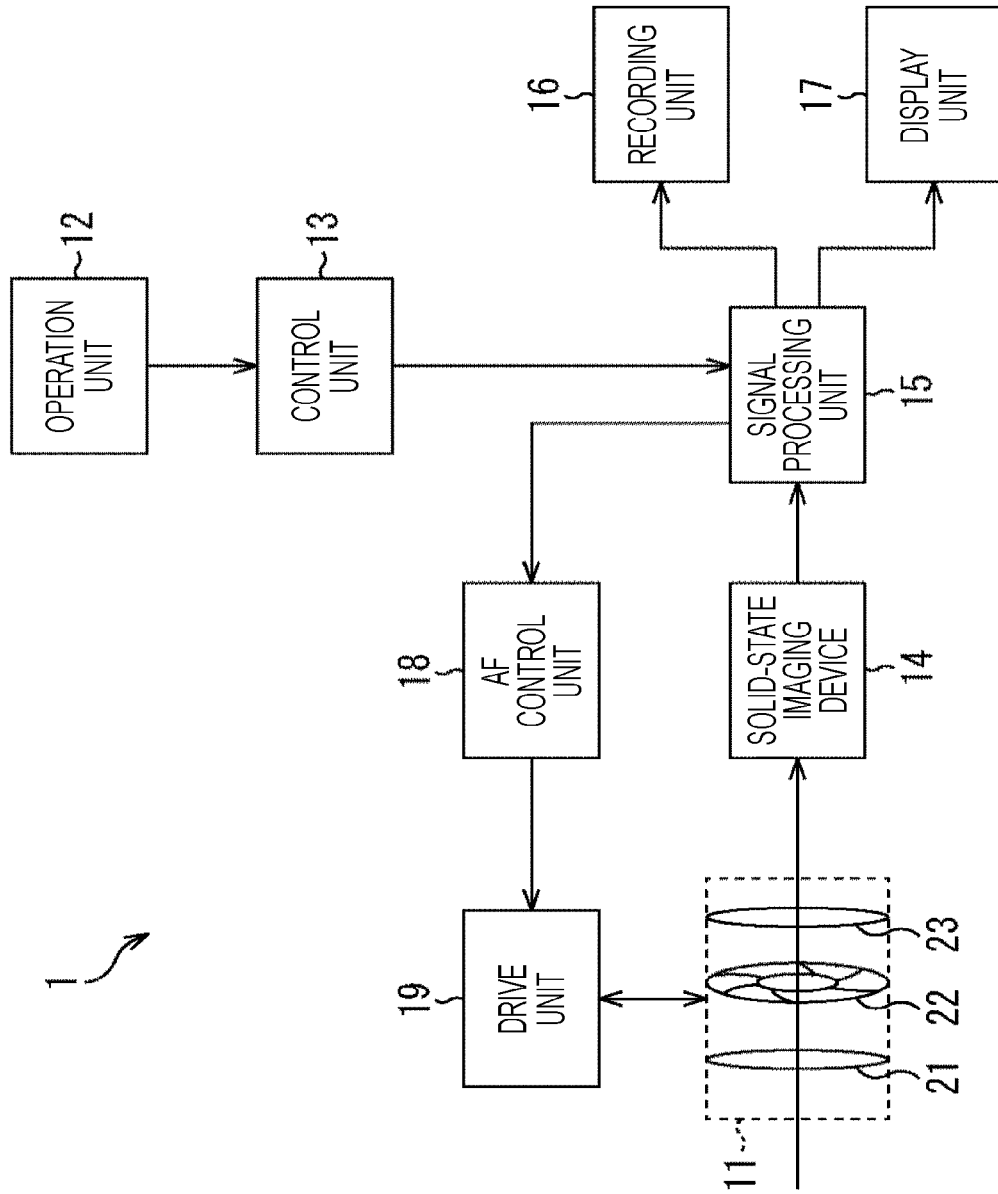 1
12
OPERATION
UNIT
13
CONTROL
UNIT
16
RECORDING
UNIT
17
DISPLAY
UNIT
18
AF
CONTROL
UNIT
19
DRIVE
UNIT
SIGNAL
PROCESSING
UNIT
15
SOLID-STATE
IMAGING
DEVICE
14
11
21
22
23